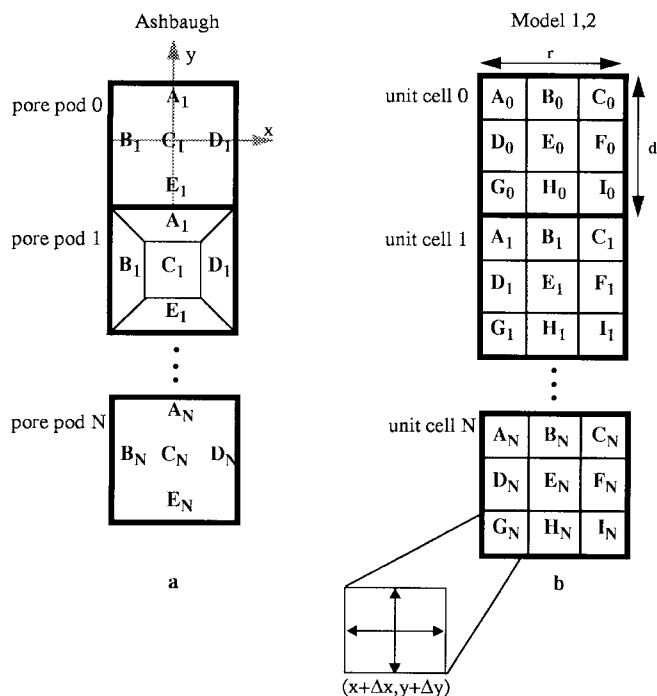 Ashbaugh
y
pore pod 0
A1
B1 C1 D1
x
E1
pore pod 1
A1
B1 C1 D1
E1
pore pod N
AN
BN CN DN
EN
a
Model 1,2
r
unit cell 0
A0 B0 C0
D0 E0 F0
d
G0 H0 I0
unit cell 1
A1 B1 C1
D1 E1 F1
G1 H1 I1
unit cell N
AN BN CN
DN EN FN
GN HN IN
b
(x+Δx,y+Δy)